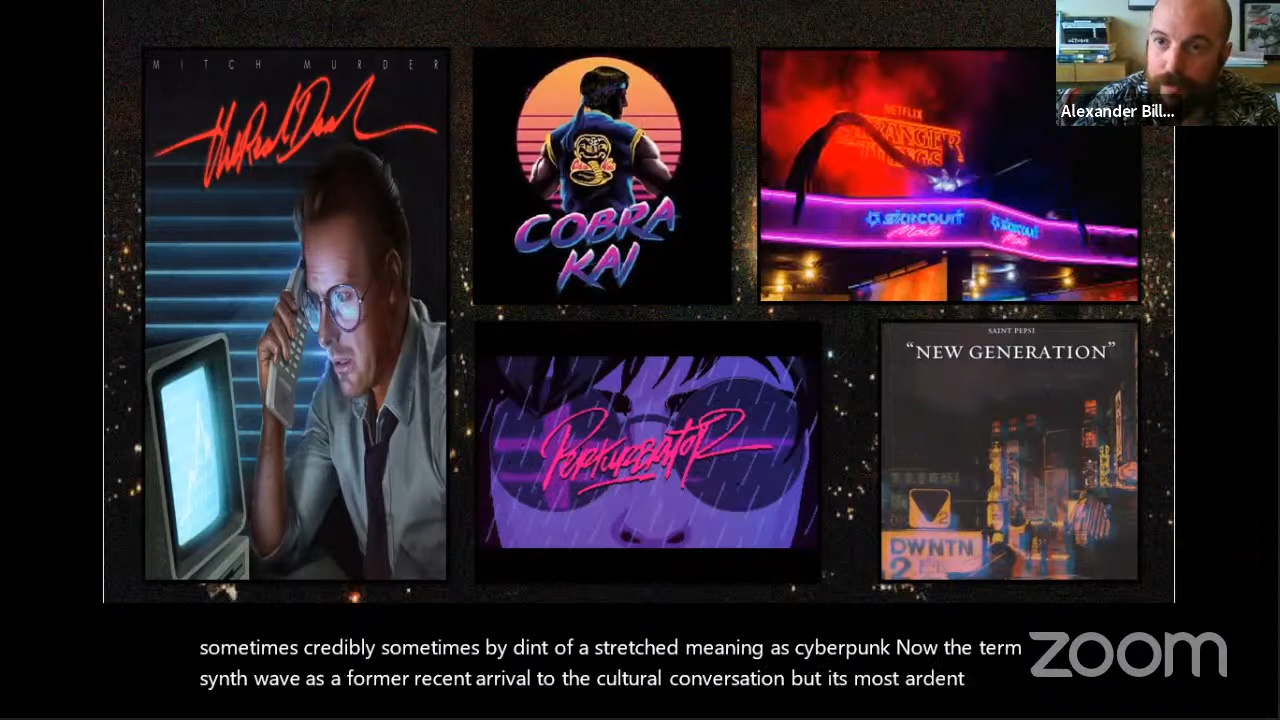 MITCH MURDER
The Real Deal
COBRA
KAI
NETFLIX
STRANGER
THINGS
starcourt
Mall
starcourt
Mall
Alexander Bill...
PERTURBATOR
SAINT PEPSI
“NEW GENERATION”
2
DWNTN
2
sometimes credibly sometimes by dint of a stretched meaning as cyberpunk Now the term
synth wave as a former recent arrival to the cultural conversation but its most ardent
zoom